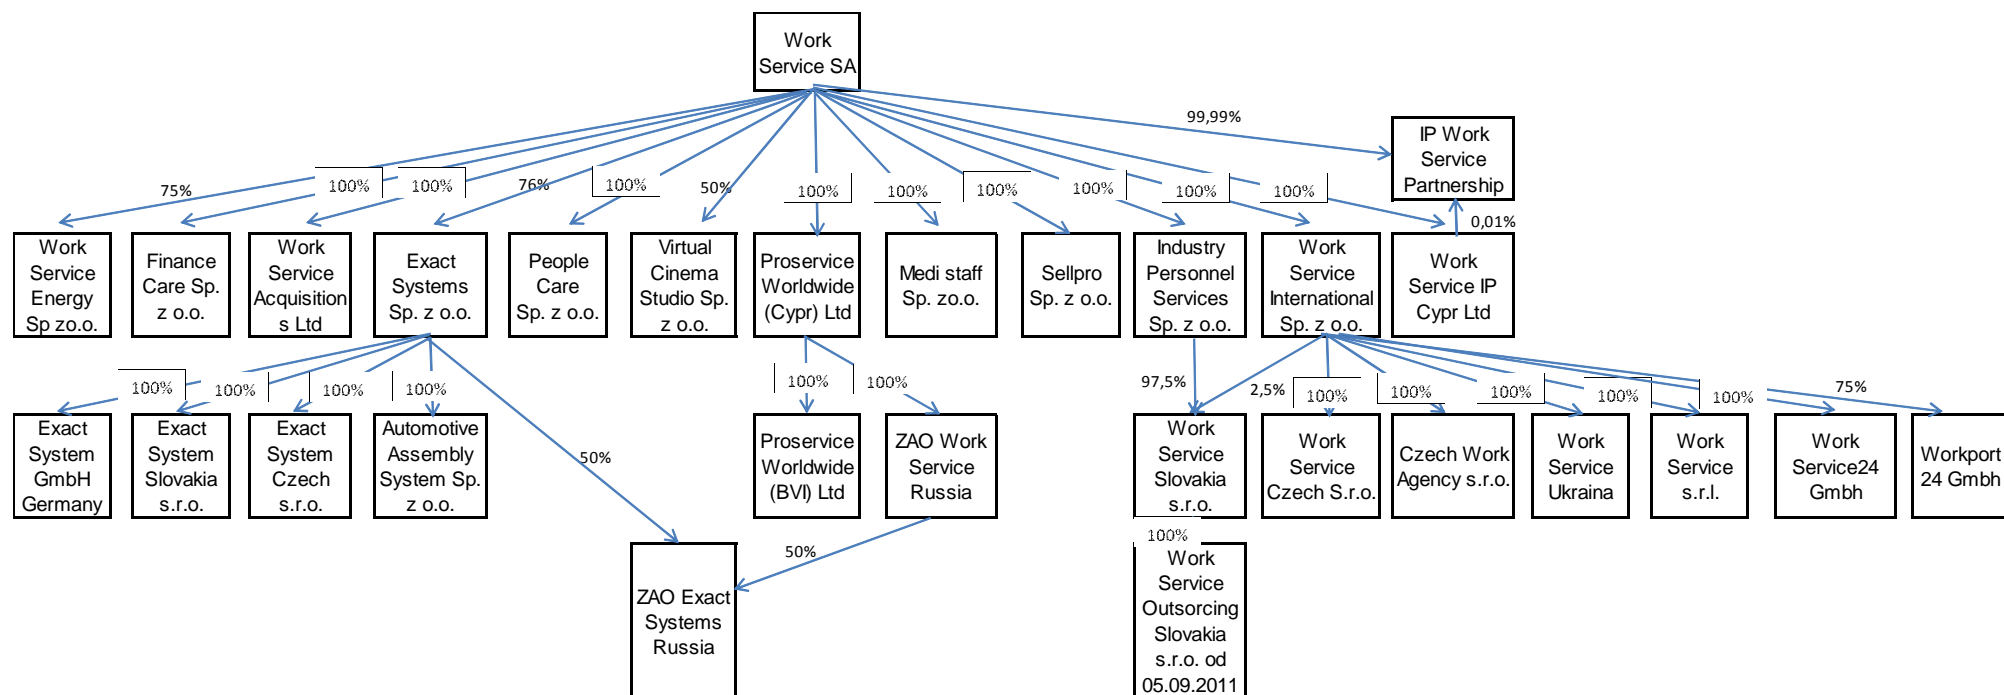 Work
Service SA
99,99%
IP Work
Service
Partnership
75%
100%
100%
76%
100%
50%
100%
100%
100%
100%
100%
100%
0,01%
Work
Service
Energy
Sp zo.o.
Finance
Care Sp.
z o.o.
Work
Service
Acquisition
s Ltd
Exact
Systems
Sp. z o.o.
People
Care
Sp. z o.o.
Virtual
Cinema
Studio Sp.
z o.o.
Proservice
Worldwide
(Cypr) Ltd
Medi staff
Sp. zo.o.
Sellpro
Sp. z o.o.
Industry
Personnel
Services
Sp. z o.o.
Work
Service
International
Sp. z o.o.
Work
Service IP
Cypr Ltd
100%
100%
100%
100%
100%
100%
97,5%
2,5%
100%
100%
100%
100%
100%
75%
Exact
System
GmbH
Germany
Exact
System
Slovakia
s.r.o.
Exact
System
Czech
s.r.o.
Automotive
Assembly
System Sp.
z o.o.
50%
Proservice
Worldwide
(BVI) Ltd
ZAO Work
Service
Russia
Work
Service
Slovakia
s.r.o.
Work
Service
Czech S.r.o.
Czech Work
Agency s.r.o.
Work
Service
Ukraina
Work
Service
s.r.l.
Work
Service24
Gmbh
Workport
24 Gmbh
50%
100%
ZAO Exact
Systems
Russia
Work
Service
Outsorcing
Slovakia
s.r.o. od
05.09.2011